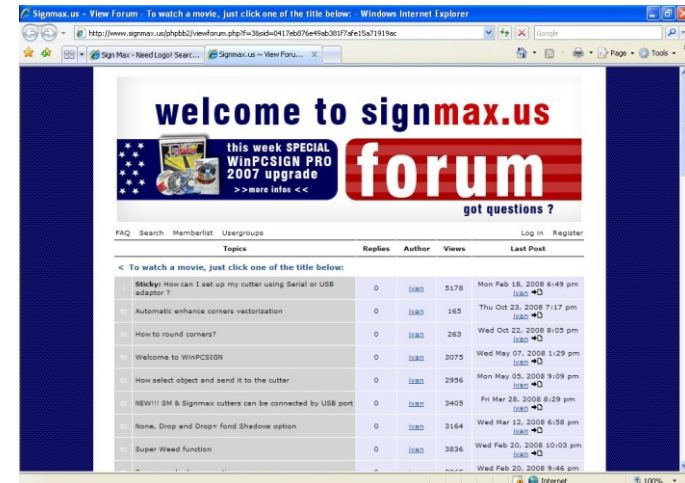 Signmax.us - View Forum - To watch a movie, just click one of the title below: - Windows Internet Explorer
http://www.signmax.us/phpbb2/viewforum.php?f=3&sid=0417eb876e49ab381f7afe15a71919ac
Google
Sign Max - Need Logo! Searc...
Signmax.us ~ View Foru...
Page
Tools
welcome to signmax.us
this week SPECIAL
WinPCSIGN PRO
2007 upgrade
>>more infos <<
forum
got questions ?
FAQ Search Memberlist Usergroups
Log in Register
Topics Replies Author Views Last Post
< To watch a movie, just click one of the title below:
Sticky: How can I set up my cutter using Serial or USB adaptor ? 0 ivan 5178 Mon Feb 18, 2008 6:49 pm
ivan
Automatic enhance corners vectorization 0 ivan 165 Thu Oct 23, 2008 7:17 pm
ivan
How to round corners? 0 ivan 263 Wed Oct 22, 2008 8:05 pm
ivan
Welcome to WinPCSIGN 0 ivan 3075 Wed May 07, 2008 1:29 pm
ivan
How select object and send it to the cutter 0 ivan 2956 Mon May 05, 2008 9:09 pm
ivan
NEW!!! SM & Signmax cutters can be connected by USB port 0 ivan 3405 Fri Mar 28, 2008 8:29 pm
ivan
None, Drop and Drop+ fond Shadows option 0 ivan 3164 Wed Mar 12, 2008 6:58 pm
ivan
Super Weed function 0 ivan 3836 Wed Feb 20, 2008 10:03 pm
ivan
Wed Feb 20, 2008 9:46 pm
Internet
100%